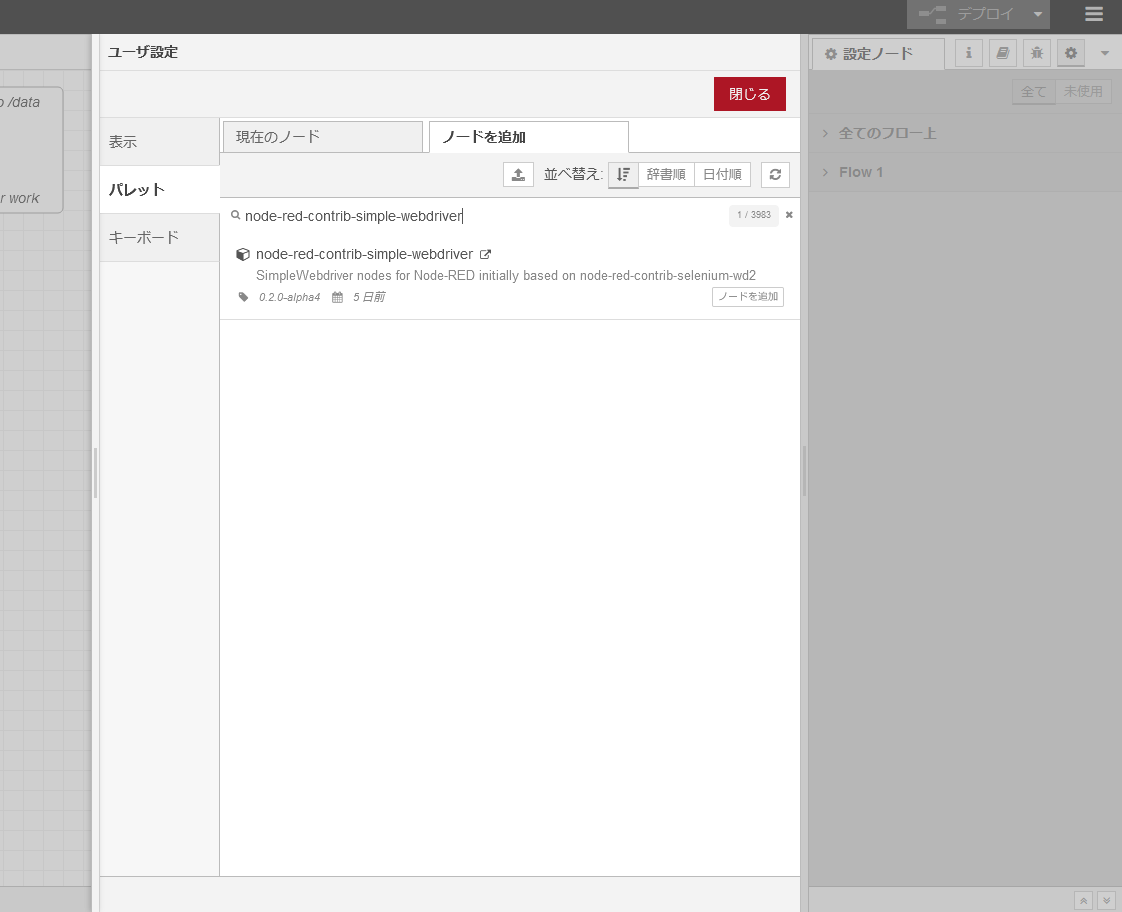 デプロイ
ユーザ設定
閉じる
表示
パレット
キーボード
現在のノード
ノードを追加
並べ替え:
辞書順
日付順
node-red-contrib-simple-webdriver
1 / 3983
node-red-contrib-simple-webdriver
SimpleWebdriver nodes for Node-RED initially based on node-red-contrib-selenium-wd2
0.2.0-alpha4
5 日前
ノードを追加
/data
work
設定ノード
全て
未使用
全てのフロー上
Flow 1